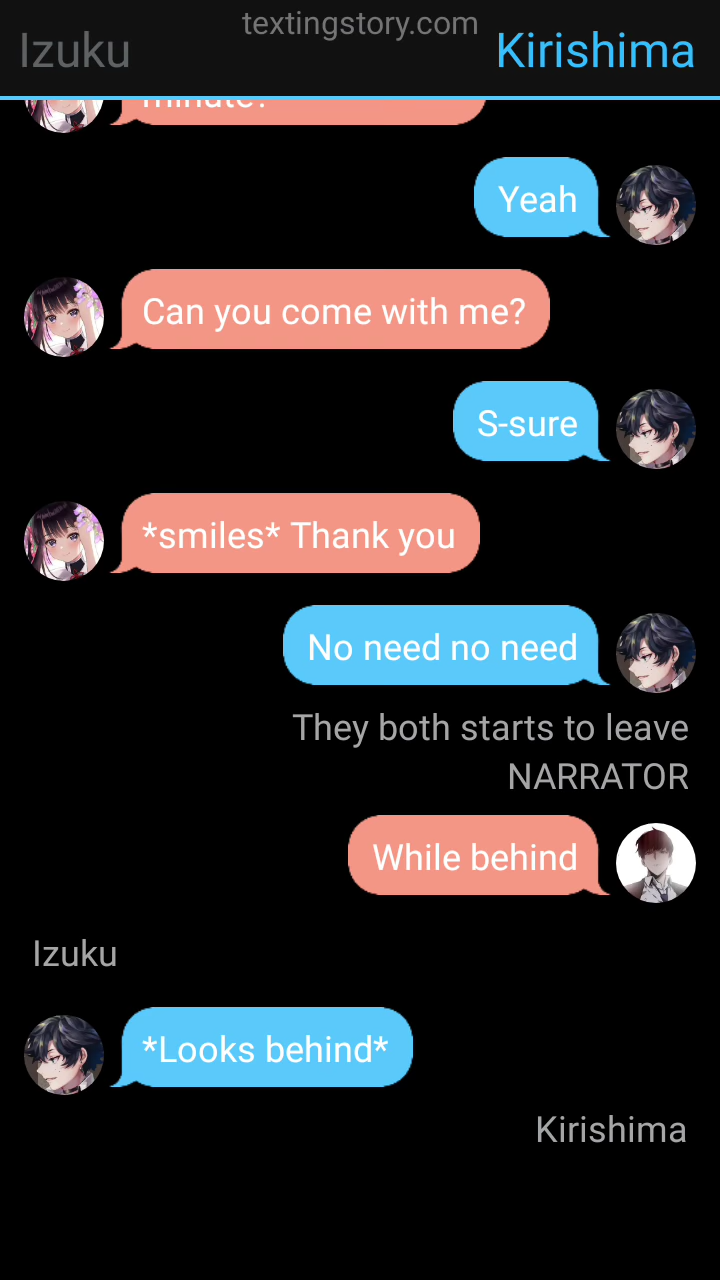 textingstory.com
Izuku
Kirishima
minute?
Yeah
Can you come with me?
S-sure
*smiles* Thank you
No need no need
They both starts to leave
NARRATOR
While behind
Izuku
*Looks behind*
Kirishima